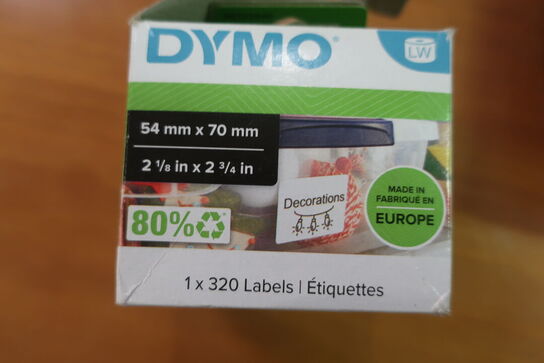 DYMO
LW
54 mm x 70 mm
2 1/8 in x 2 3/4 in
Decorations
MADE IN
FABRIQUÉ EN
EUROPE
80%
1 x 320 Labels | Étiquettes